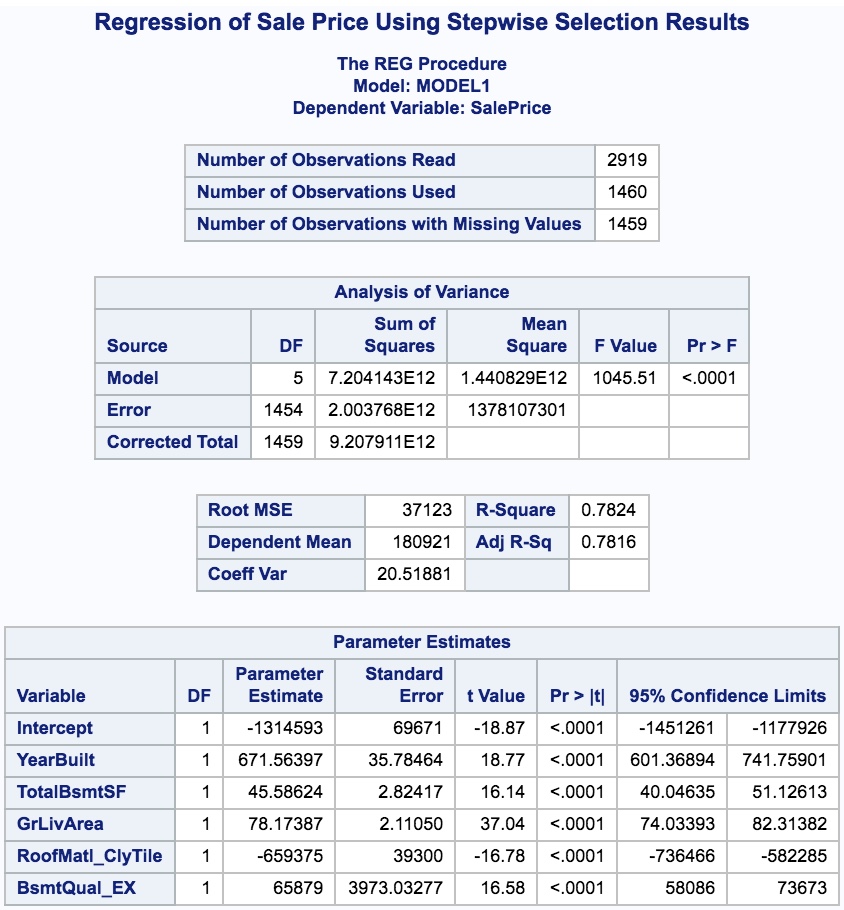 Regression of Sale Price Using Stepwise Selection Results
The REG Procedure
Model: MODEL1
Dependent Variable: SalePrice
Number of Observations Read 2919
Number of Observations Used 1460
Number of Observations with Missing Values 1459
Analysis of Variance
Source DF Sum of Squares Mean Square F Value Pr > F
Model 5 7.204143E12 1.440829E12 1045.51 <.0001
Error 1454 2.003768E12 1378107301
Corrected Total 1459 9.207911E12
Root MSE 37123 R-Square 0.7824
Dependent Mean 180921 Adj R-Sq 0.7816
Coeff Var 20.51881
Parameter Estimates
Variable DF Parameter Estimate Standard Error t Value Pr > |t| 95% Confidence Limits
Intercept 1 -1314593 69671 -18.87 <.0001 -1451261 -1177926
YearBuilt 1 671.56397 35.78464 18.77 <.0001 601.36894 741.75901
TotalBsmtSF 1 45.58624 2.82417 16.14 <.0001 40.04635 51.12613
GrLivArea 1 78.17387 2.11050 37.04 <.0001 74.03393 82.31382
RoofMatl_ClyTile 1 -659375 39300 -16.78 <.0001 -736466 -582285
BsmtQual_EX 1 65879 3973.03277 16.58 <.0001 58086 73673